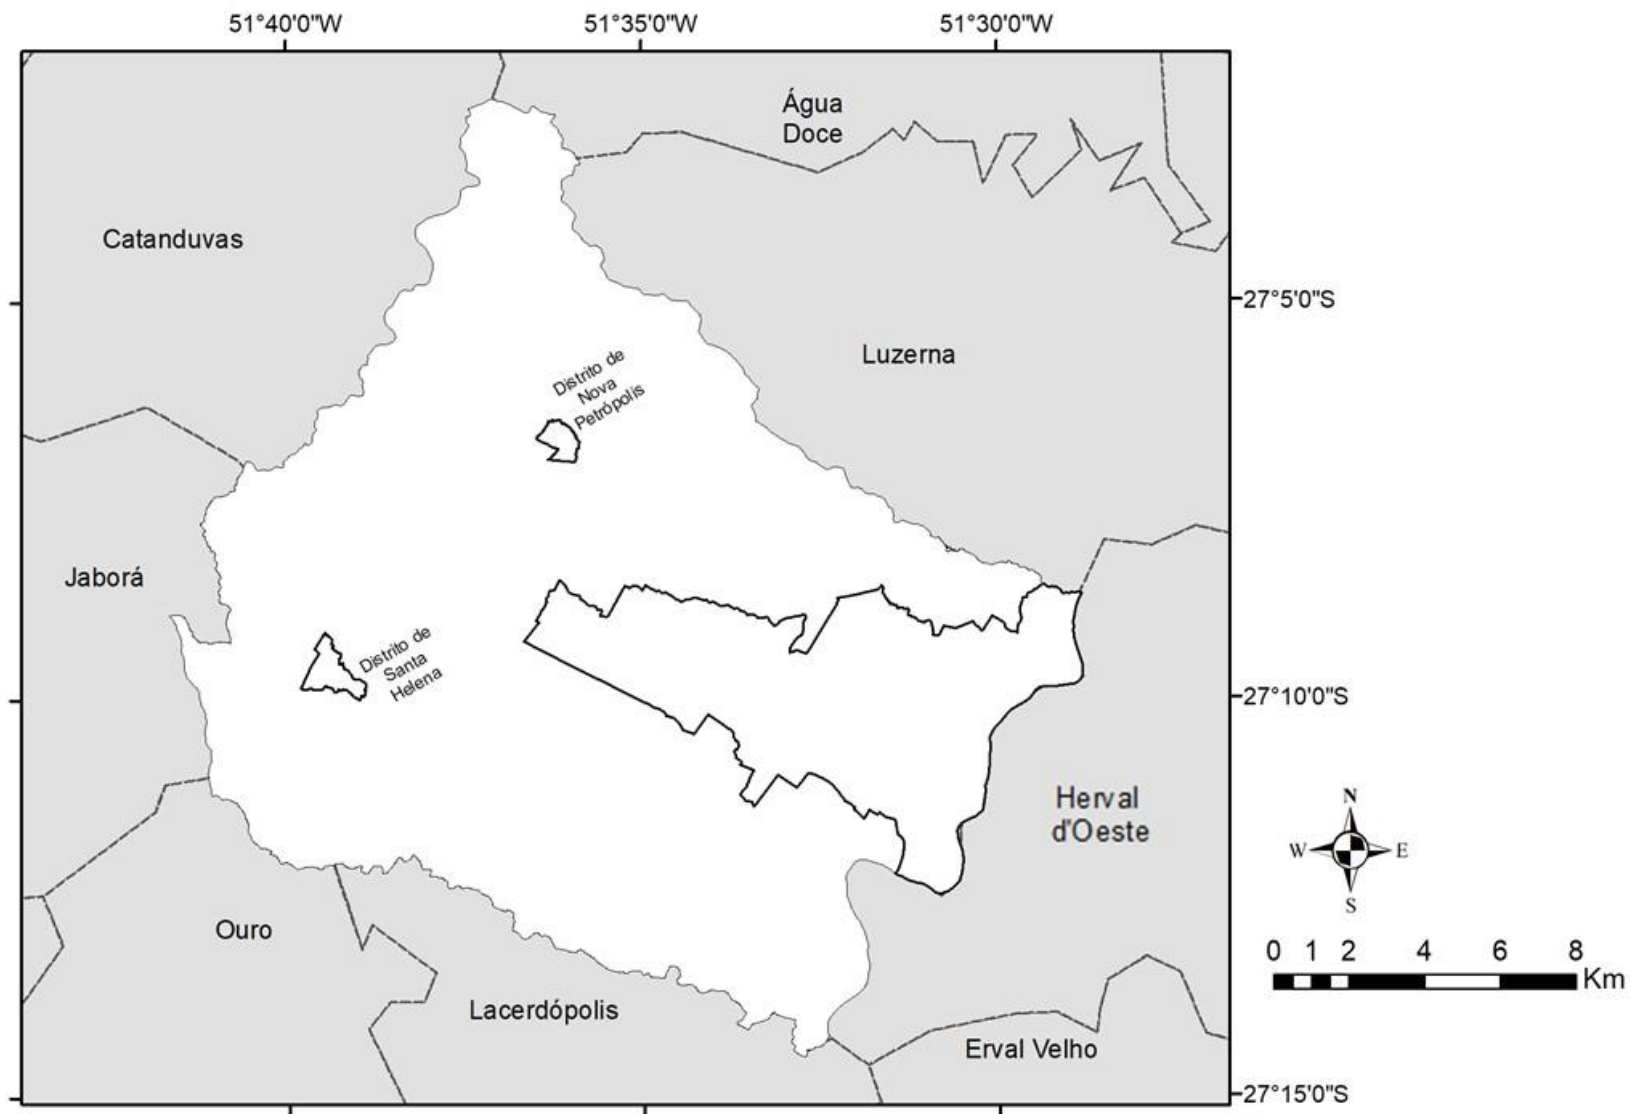 51°40'0"W 51°35'0"W 51°30'0"W
Água
Doce
Catanduvas
27°5'0"S
Luzerna
Distrito de
Nova
Petrópolis
Jaborá
Distrito de
Santa
Helena
27°10'0"S
Herval
d'Oeste
N
W E
S
Ouro
0 1 2 4 6 8
Km
Lacerdópolis
Erval Velho
27°15'0"S